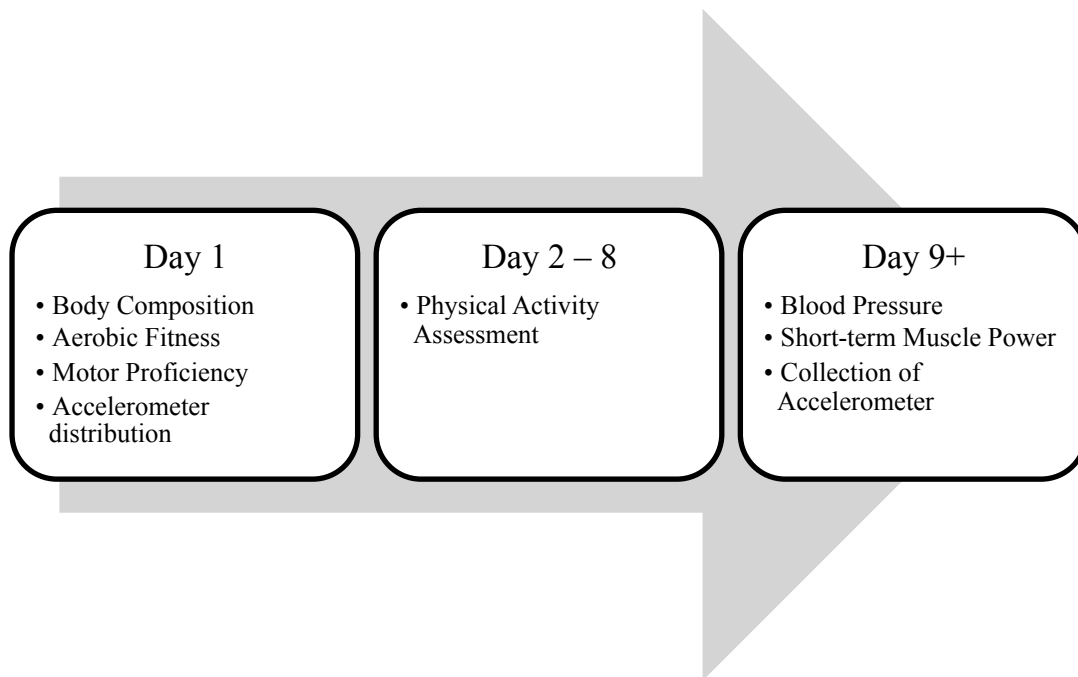 Day 1
• Body Composition
• Aerobic Fitness
• Motor Proficiency
• Accelerometer
distribution
Day 2 – 8
• Physical Activity
Assessment
Day 9+
• Blood Pressure
• Short-term Muscle Power
• Collection of
Accelerometer